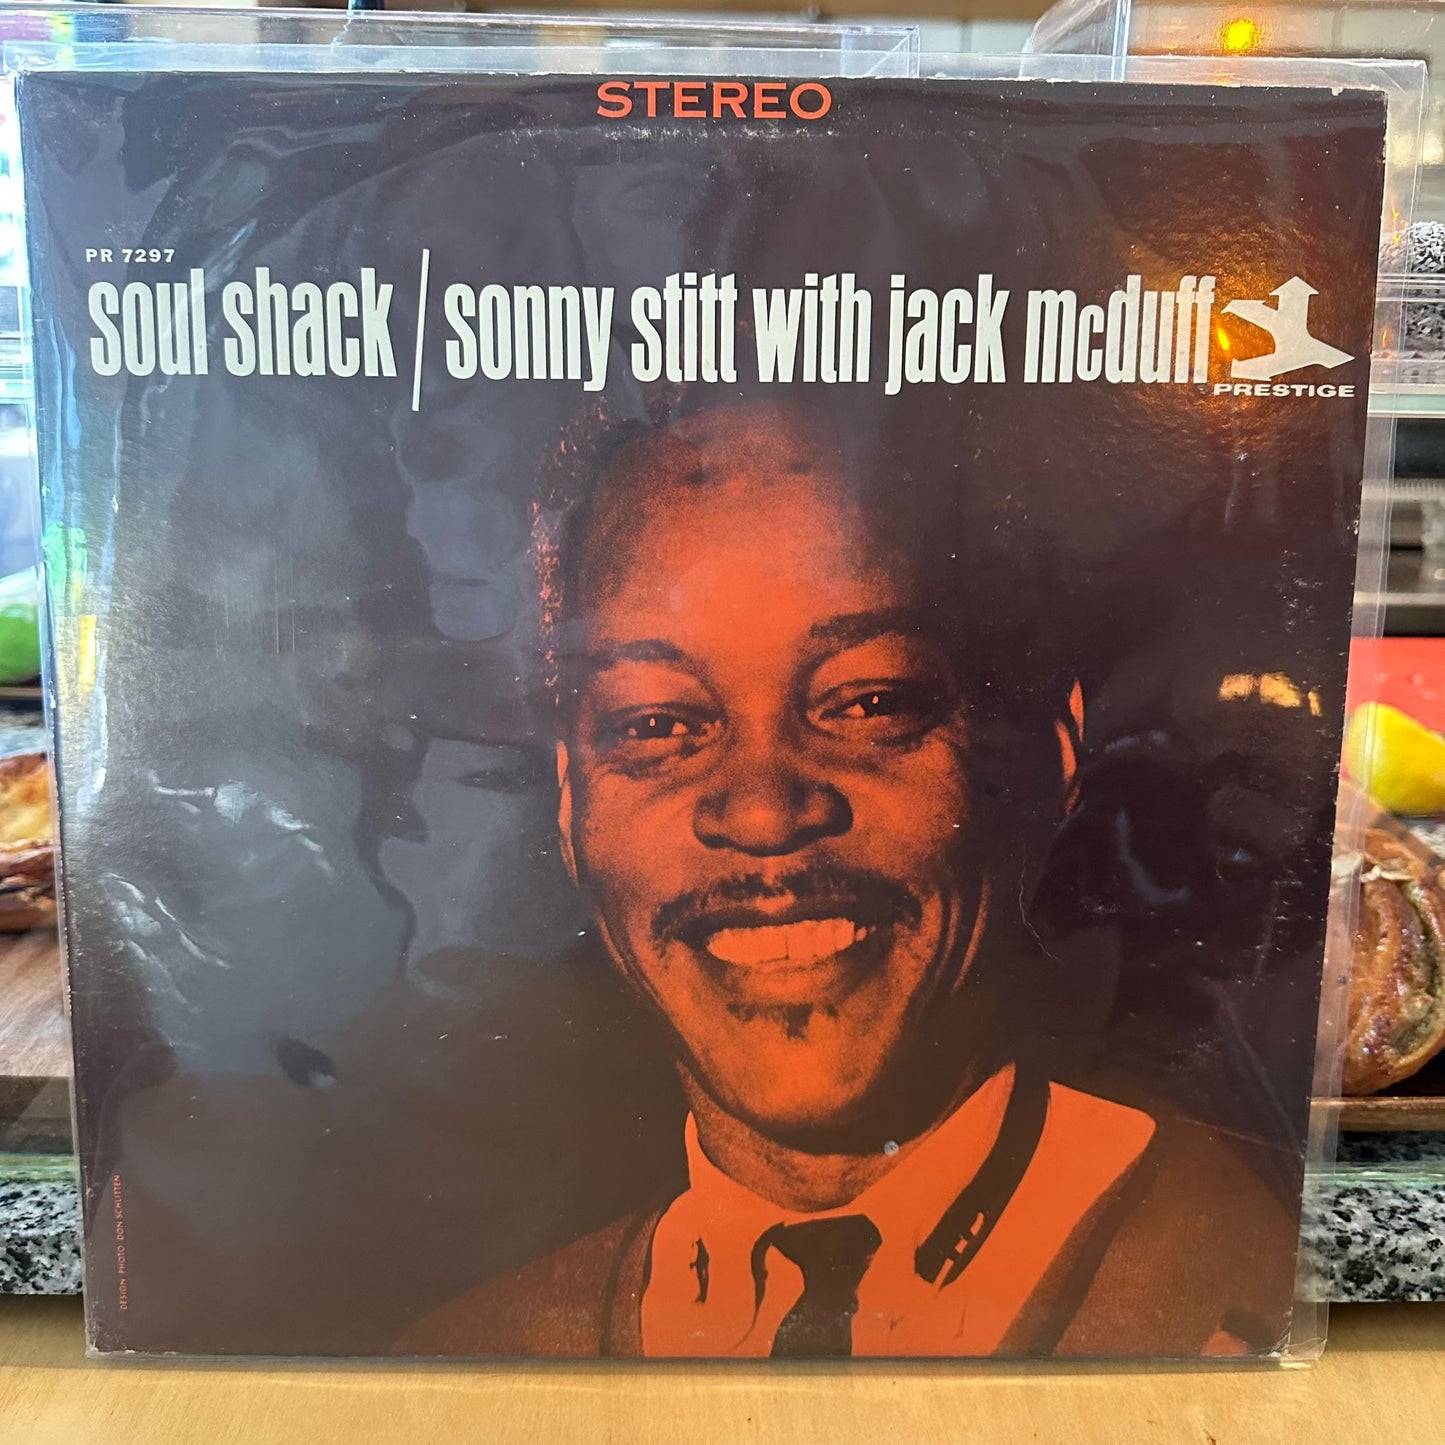 STEREO
PR 7297
soul shack / sonny stitt with jack mcduff
PRESTIGE
DESIGN PHOTO: DON SCHLITTEN